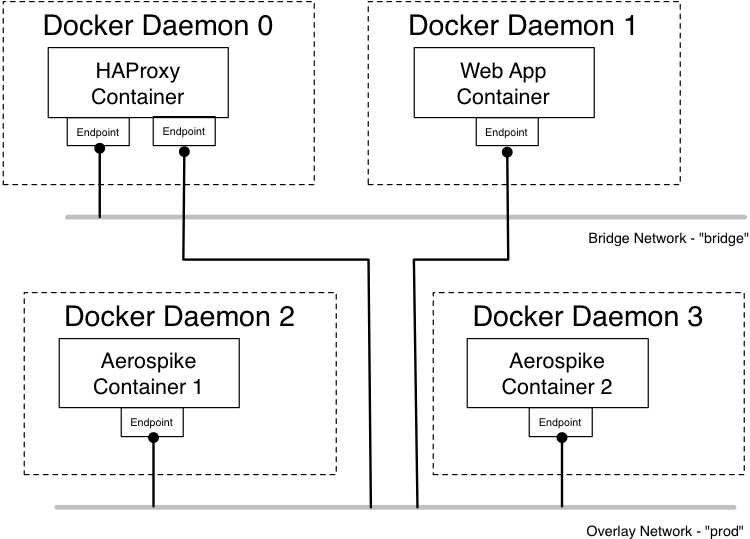 Docker Daemon 0
HAProxy
Container
Endpoint
Endpoint
Docker Daemon 1
Web App
Container
Endpoint
Bridge Network - "bridge"
Docker Daemon 2
Aerospike
Container 1
Endpoint
Docker Daemon 3
Aerospike
Container 2
Endpoint
Overlay Network - "prod"